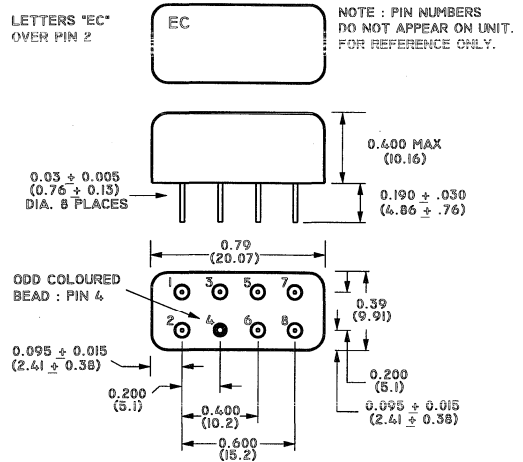 LETTERS "EC"
OVER PIN 2
EC
NOTE : PIN NUMBERS
DO NOT APPEAR ON UNIT.
FOR REFERENCE ONLY.
0.400 MAX
(10.16)
0.03 ± 0.005
(0.76 ± 0.13)
DIA. 8 PLACES
0.190 ± .030
(4.86 ± .76)
0.79
(20.07)
ODD COLOURED
BEAD : PIN 4
1 3 5 7
2 4 6 8
0.39
(9.91)
0.095 ± 0.015
(2.41 ± 0.38)
0.200
(5.1)
0.200
(5.1)
0.400
(10.2)
0.095 ± 0.015
(2.41 ± 0.38)
0.600
(15.2)